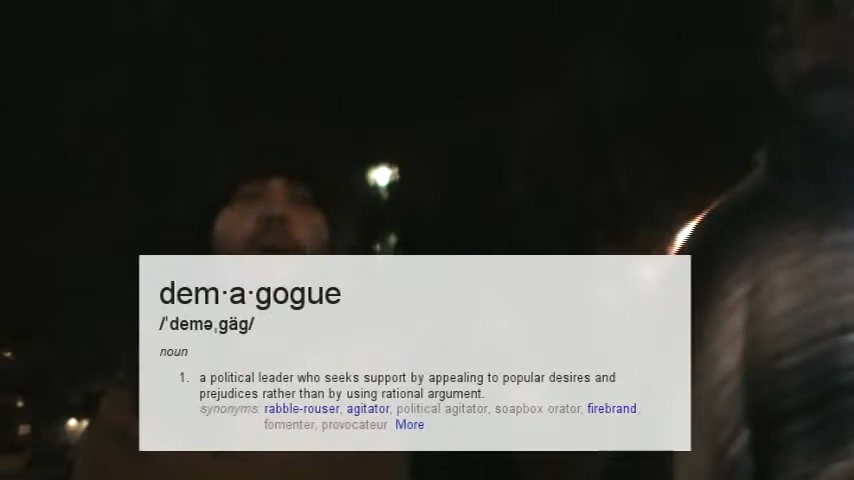 dem·a·gogue
/ˈdeməˌɡäɡ/
noun
1. a political leader who seeks support by appealing to popular desires and
prejudices rather than by using rational argument.
synonyms: rabble-rouser, agitator, political agitator, soapbox orator, firebrand,
fomenter, provocateur More